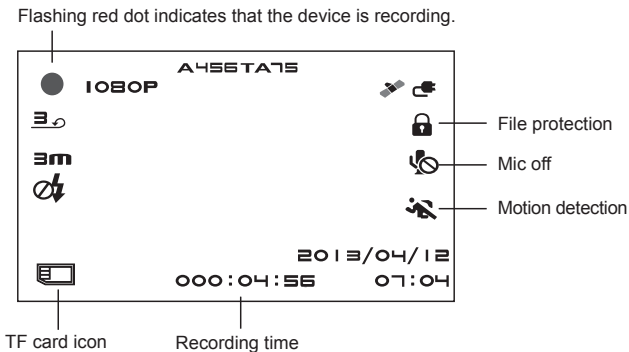 Flashing red dot indicates that the device is recording.
A456TA75
1080P
3
File protection
3m
Mic off
Motion detection
2013/04/12
000:04:56 07:04
TF card icon Recording time